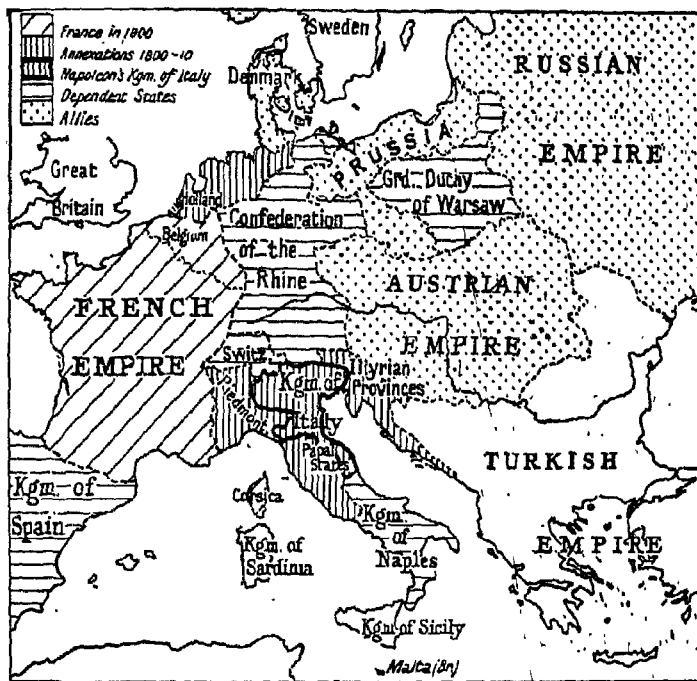 France in 1800
Annexations 1800-10
Napoleon's Kgm. of Italy
Dependent States
Allies
Sweden
Denmark
RUSSIAN
EMPIRE
PRUSSIA
Great
Britain
Holland
Belgium
Grd. Duchy
of Warsaw
Confederation
of the
Rhine
FRENCH
EMPIRE
AUSTRIAN
EMPIRE
Switz.
Piedmont
Kgm. of
Italy
Illyrian
Provinces
Papal
States
Kgm. of
Spain
Corsica
Kgm. of
Sardinia
Kgm.
of
Naples
TURKISH
EMPIRE
Kgm of Sicily
Malta (Br)